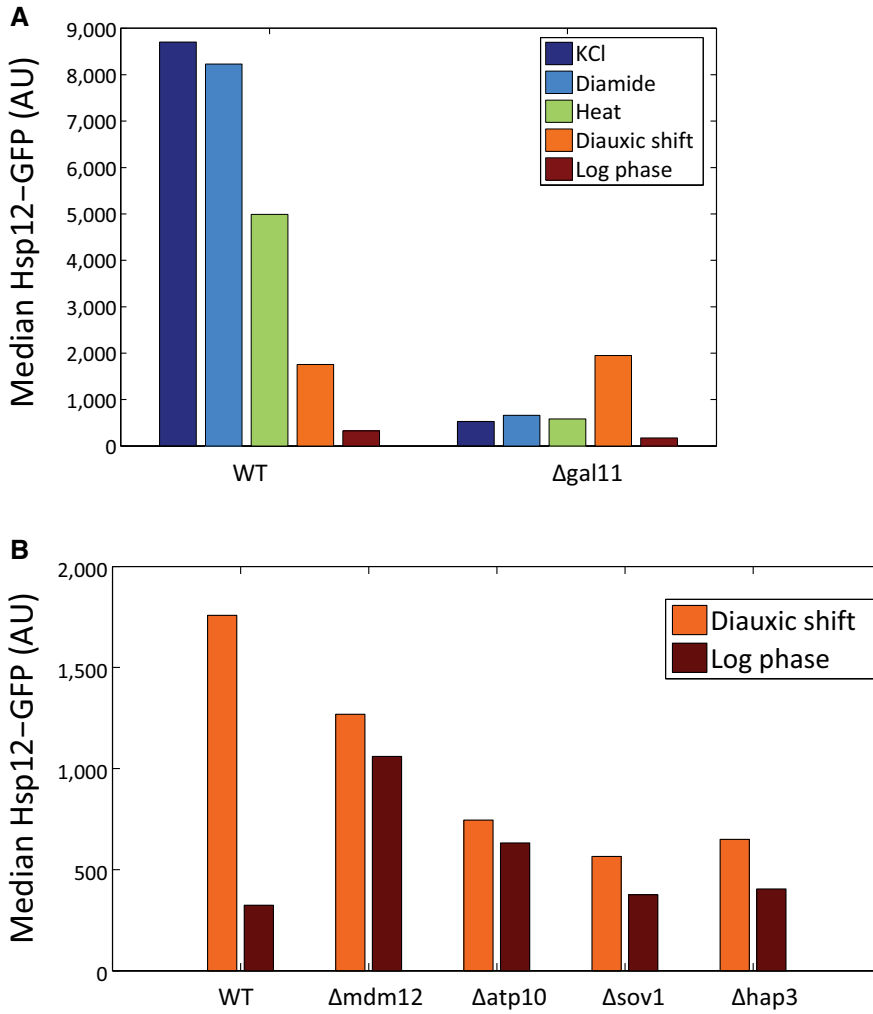 A
Median Hsp12−GFP (AU)
9,000
8,000
7,000
6,000
5,000
4,000
3,000
2,000
1,000
0
KCl
Diamide
Heat
Diauxic shift
Log phase
WT
Δgal11
B
Median Hsp12−GFP (AU)
2,000
1,500
1,000
500
0
Diauxic shift
Log phase
WT
Δmdm12
Δatp10
Δsov1
Δhap3